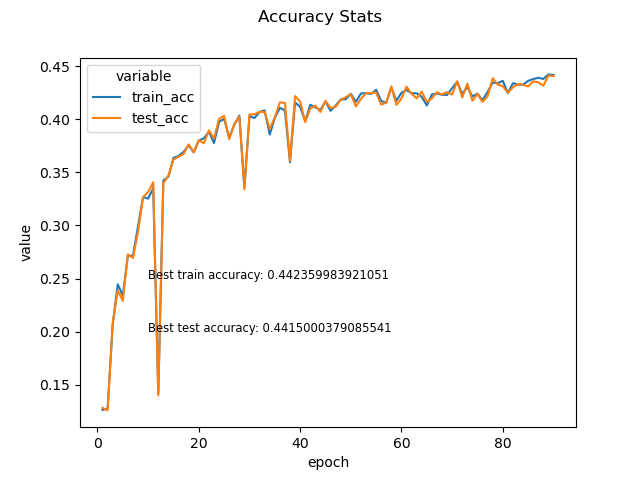 Accuracy Stats
variable
train_acc
test_acc
0.45
0.40
0.35
0.30
0.25
0.20
0.15
value
Best train accuracy: 0.442359983921051
Best test accuracy: 0.4415000379085541
0 20 40 60 80
epoch